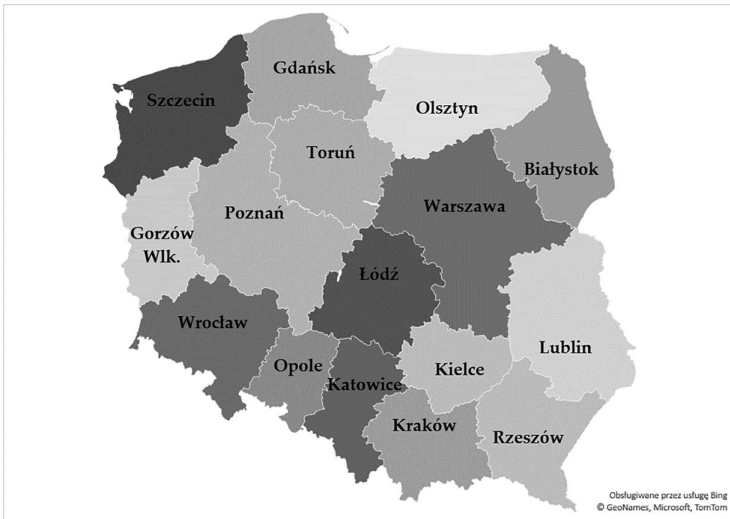 Gdańsk
Szczecin
Olsztyn
Toruń
Białystok
Poznań
Warszawa
Gorzów
Wlk.
Łódź
Wrocław
Lublin
Opole
Kielce
Katowice
Kraków
Rzeszów
Obsługiwane przez usługę Bing
© GeoNames, Microsoft, TomTom